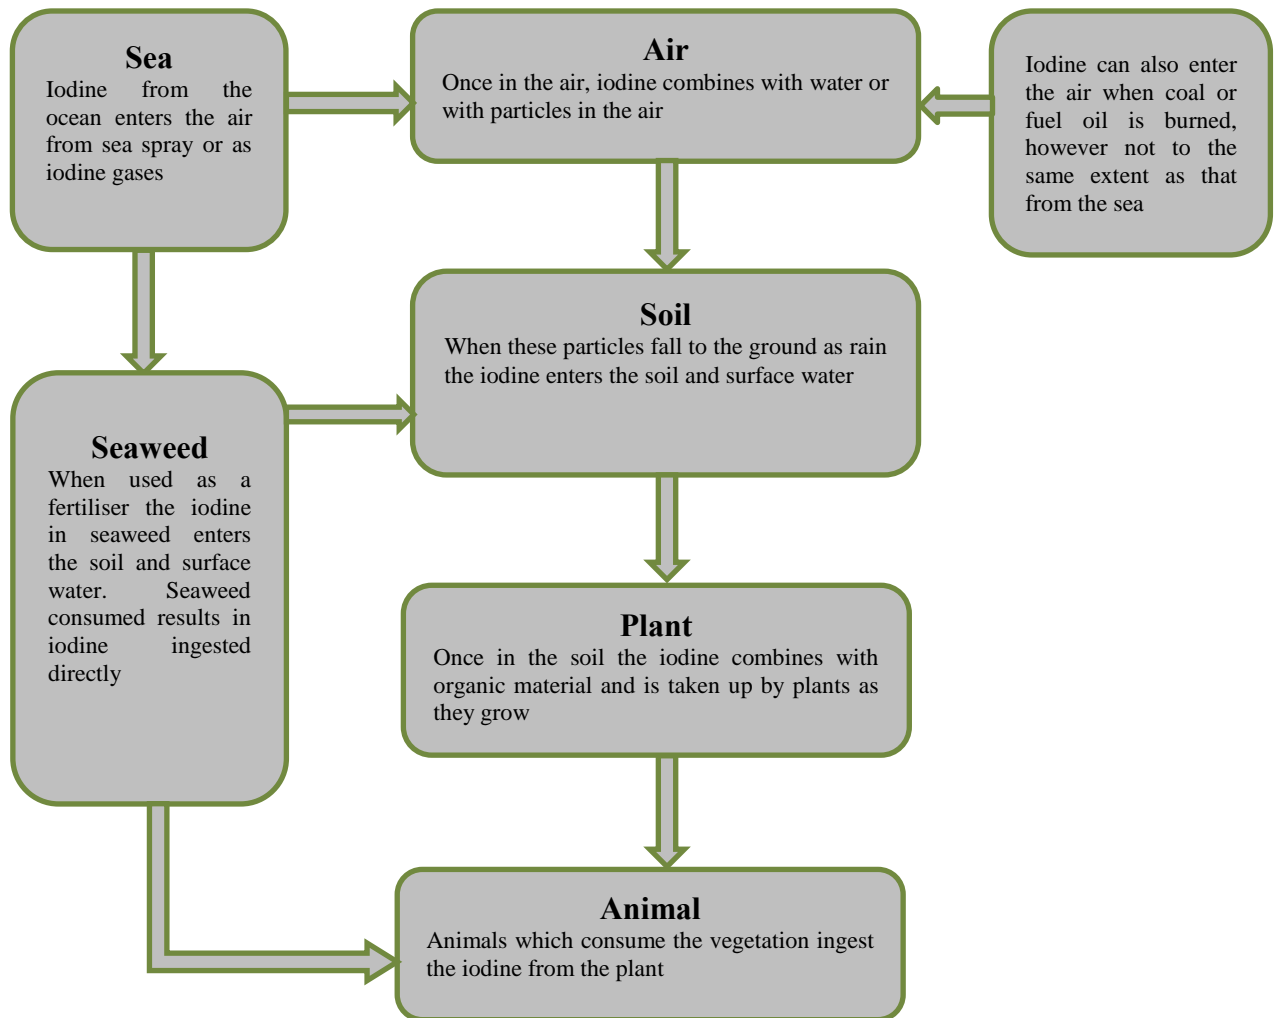 Sea
Iodine from the
ocean enters the air
from sea spray or as
iodine gases
Air
Once in the air, iodine combines with water or
with particles in the air
Iodine can also enter
the air when coal or
fuel oil is burned,
however not to the
same extent as that
from the sea
Soil
When these particles fall to the ground as rain
the iodine enters the soil and surface water
Seaweed
When used as a
fertiliser the iodine
in seaweed enters
the soil and surface
water. Seaweed
consumed results in
iodine ingested
directly
Plant
Once in the soil the iodine combines with
organic material and is taken up by plants as
they grow
Animal
Animals which consume the vegetation ingest
the iodine from the plant